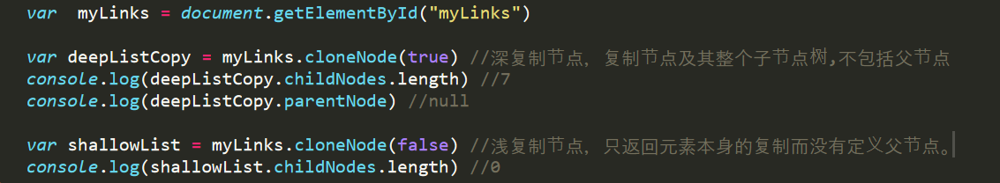 var  myLinks = document.getElementById("myLinks")
var deepListCopy = myLinks.cloneNode(true) //深复制节点，复制节点及其整个子节点树,不包括父节点
console.log(deepListCopy.childNodes.length) //7
console.log(deepListCopy.parentNode) //null
var shallowList = myLinks.cloneNode(false) //浅复制节点，只返回元素本身的复制而没有定义父节点。
console.log(shallowList.childNodes.length) //0